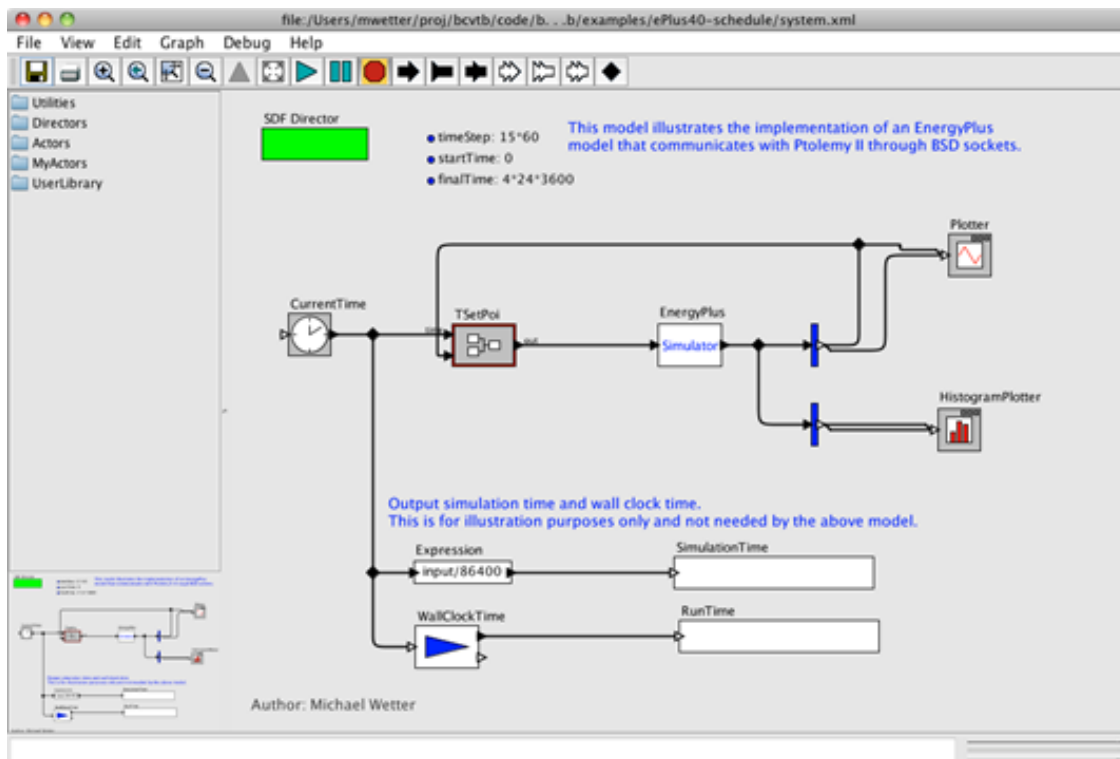 file:/Users/mwetter/proj/bcvtb/code/b. . .b/examples/ePlus40-schedule/system.xml
File View Edit Graph Debug Help
Utilities
Directors
Actors
MyActors
UserLibrary
SDF Director
timeStep: 15*60
startTime: 0
finalTime: 4*24*3600
This model illustrates the implementation of an EnergyPlus
model that communicates with Ptolemy II through BSD sockets.
Plotter
CurrentTime
TSetPoi
out
EnergyPlus
Simulator
HistogramPlotter
Output simulation time and wall clock time.
This is for illustration purposes only and not needed by the above model.
Expression
input/86400
SimulationTime
WallClockTime
RunTime
Author: Michael Wetter